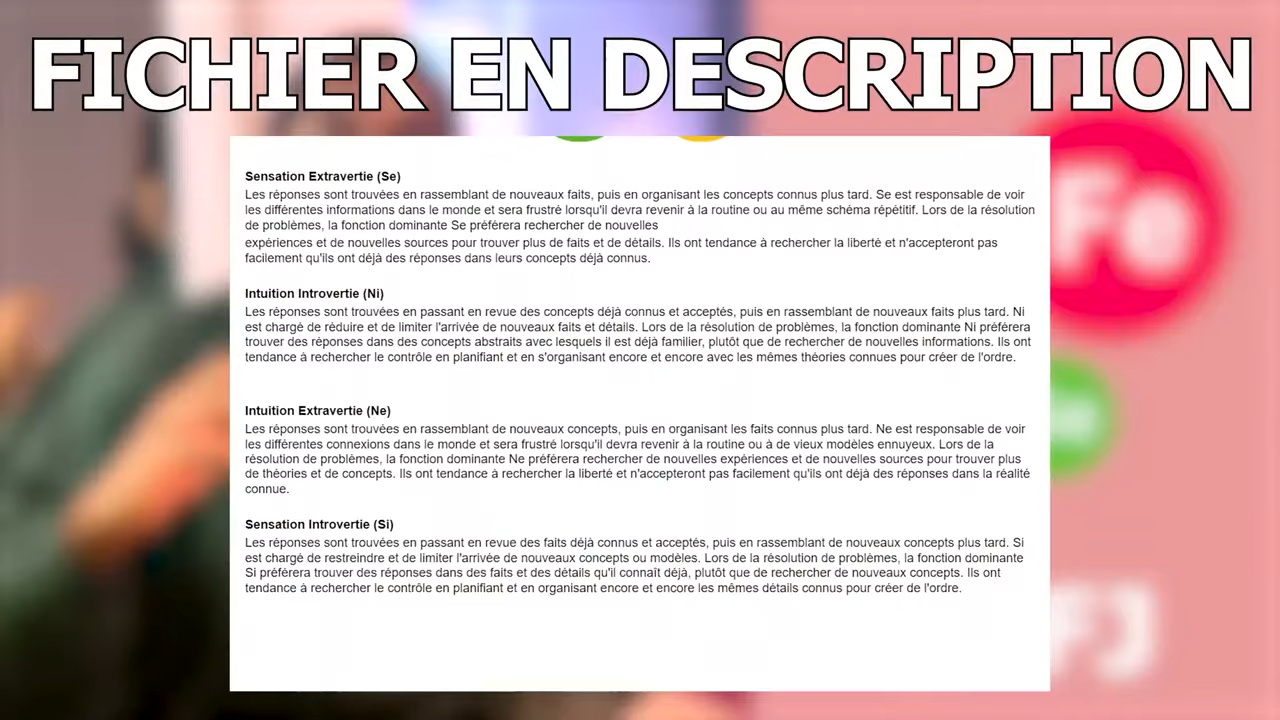 FICHIER EN DESCRIPTION
Sensation Extravertie (Se)
Les réponses sont trouvées en rassemblant de nouveaux faits, puis en organisant les concepts connus plus tard. Se est responsable de voir
les différentes informations dans le monde et sera frustré lorsqu'il devra revenir à la routine ou au même schéma répétitif. Lors de la résolution
de problèmes, la fonction dominante Se préférera rechercher de nouvelles
expériences et de nouvelles sources pour trouver plus de faits et de détails. Ils ont tendance à rechercher la liberté et n'accepteront pas
facilement qu'ils ont déjà des réponses dans leurs concepts déjà connus.
Intuition Introvertie (Ni)
Les réponses sont trouvées en passant en revue des concepts déjà connus et acceptés, puis en rassemblant de nouveaux faits plus tard. Ni
est chargé de réduire et de limiter l'arrivée de nouveaux faits et détails. Lors de la résolution de problèmes, la fonction dominante Ni préférera
trouver des réponses dans des concepts abstraits avec lesquels il est déjà familier, plutôt que de rechercher de nouvelles informations. Ils ont
tendance à rechercher le contrôle en planifiant et en s'organisant encore et encore avec les mêmes théories connues pour créer de l'ordre.
Intuition Extravertie (Ne)
Les réponses sont trouvées en rassemblant de nouveaux concepts, puis en organisant les faits connus plus tard. Ne est responsable de voir
les différentes connexions dans le monde et sera frustré lorsqu'il devra revenir à la routine ou à de vieux modèles ennuyeux. Lors de la
résolution de problèmes, la fonction dominante Ne préférera rechercher de nouvelles expériences et de nouvelles sources pour trouver plus
de théories et de concepts. Ils ont tendance à rechercher la liberté et n'accepteront pas facilement qu'ils ont déjà des réponses dans la réalité
connue.
Sensation Introvertie (Si)
Les réponses sont trouvées en passant en revue des faits déjà connus et acceptés, puis en rassemblant de nouveaux concepts plus tard. Si
est chargé de restreindre et de limiter l'arrivée de nouveaux concepts ou modèles. Lors de la résolution de problèmes, la fonction dominante
Si préférera trouver des réponses dans des faits et des détails qu'il connaît déjà, plutôt que de rechercher de nouveaux concepts. Ils ont
tendance à rechercher le contrôle en planifiant et en organisant encore et encore les mêmes détails connus pour créer de l'ordre.
Fe
FJ